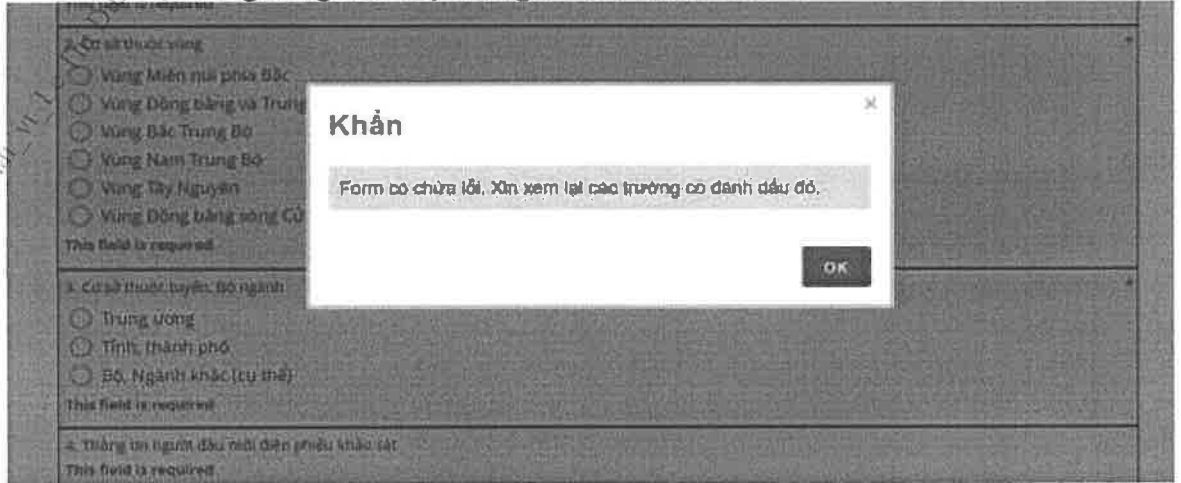 This field is required
2. Cơ sở thuộc vùng
Vùng Miền núi phía Bắc
Vùng Đồng bằng và Trung
Vùng Bắc Trung Bộ
Vùng Nam Trung Bộ
Vùng Tây Nguyên
Vùng Đồng bằng sông Cử
This field is required
Khẩn
×
Form có chứa lỗi. Xin xem lại các trường có đánh dấu đỏ.
OK
3. Cơ sở thuộc tuyến, Bộ ngành
Trung ương
Tỉnh, thành phố
Bộ, Ngành khác (cụ thể)
This field is required
4. Thông tin người đầu mối điền phiếu khảo sát
This field is required